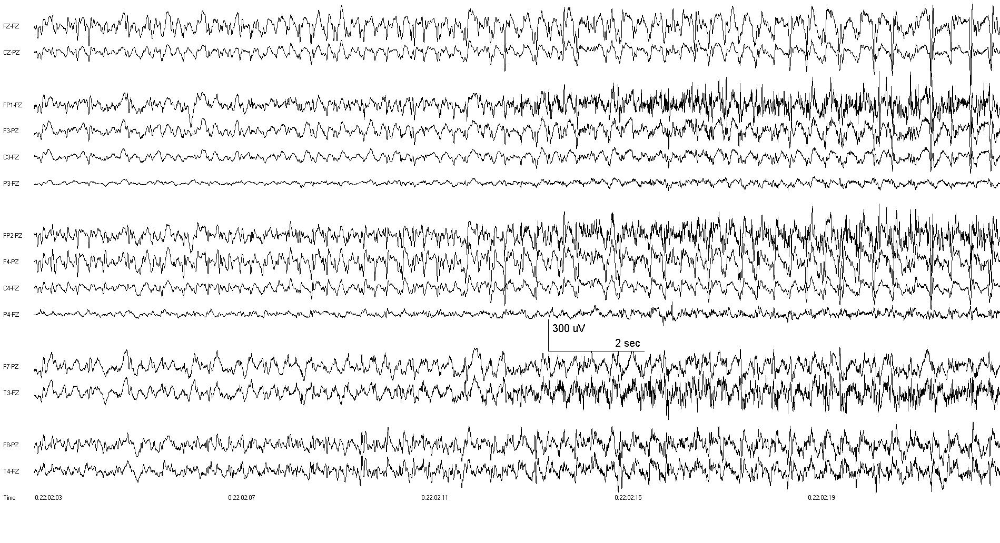 FZ-PZ
CZ-PZ
FP1-PZ
F3-PZ
C3-PZ
P3-PZ
FP2-PZ
F4-PZ
C4-PZ
P4-PZ
300 uV
2 sec
F7-PZ
T3-PZ
F8-PZ
T4-PZ
Time 0:22:02:03 0:22:02:07 0:22:02:11 0:22:02:15 0:22:02:19